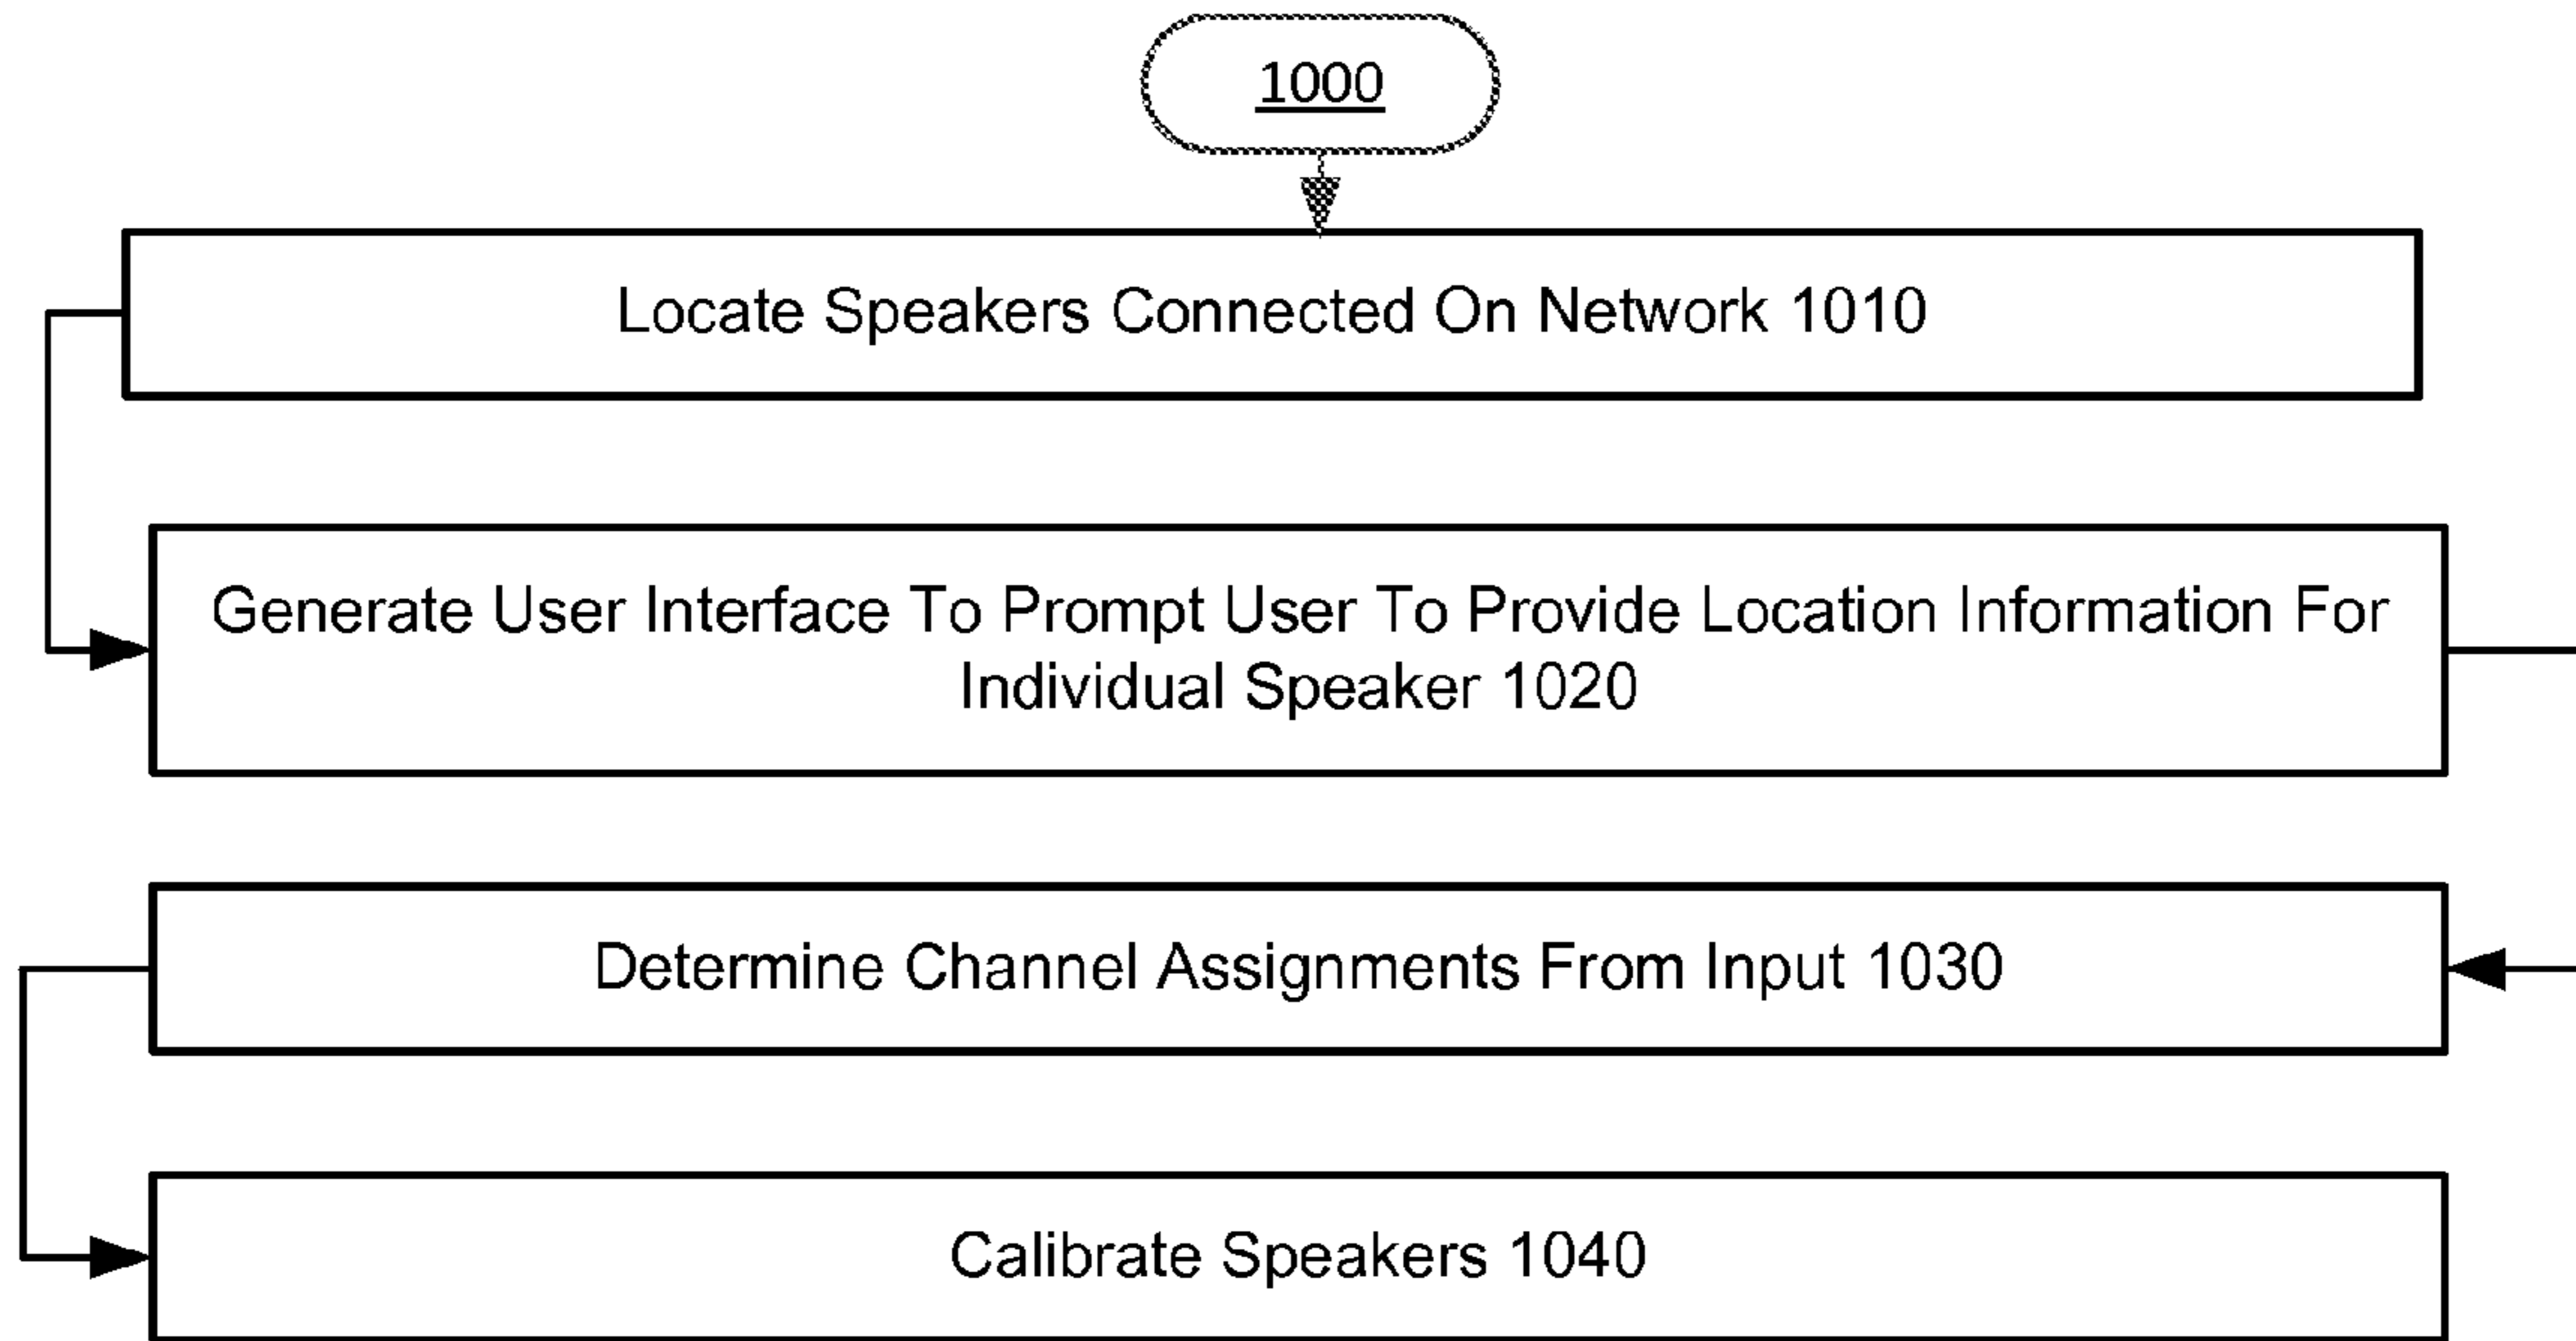 1000
Locate Speakers Connected On Network 1010
Generate User Interface To Prompt User To Provide Location Information For
Individual Speaker 1020
Determine Channel Assignments From Input 1030
Calibrate Speakers 1040